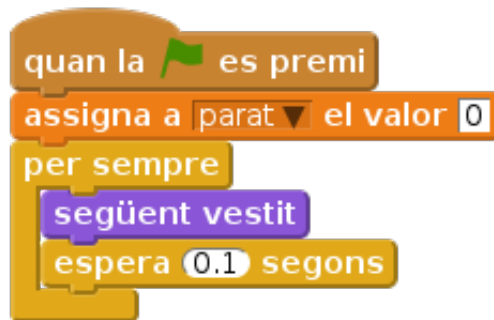 quan la es premi
assigna a parat el valor 0
per sempre
següent vestit
espera 0.1 segons